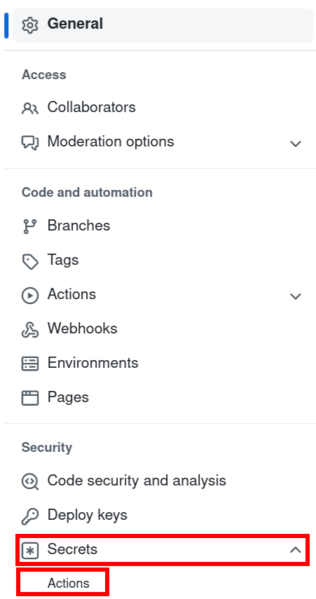 General
Access
Collaborators
Moderation options
Code and automation
Branches
Tags
Actions
Webhooks
Environments
Pages
Security
Code security and analysis
Deploy keys
Secrets
Actions